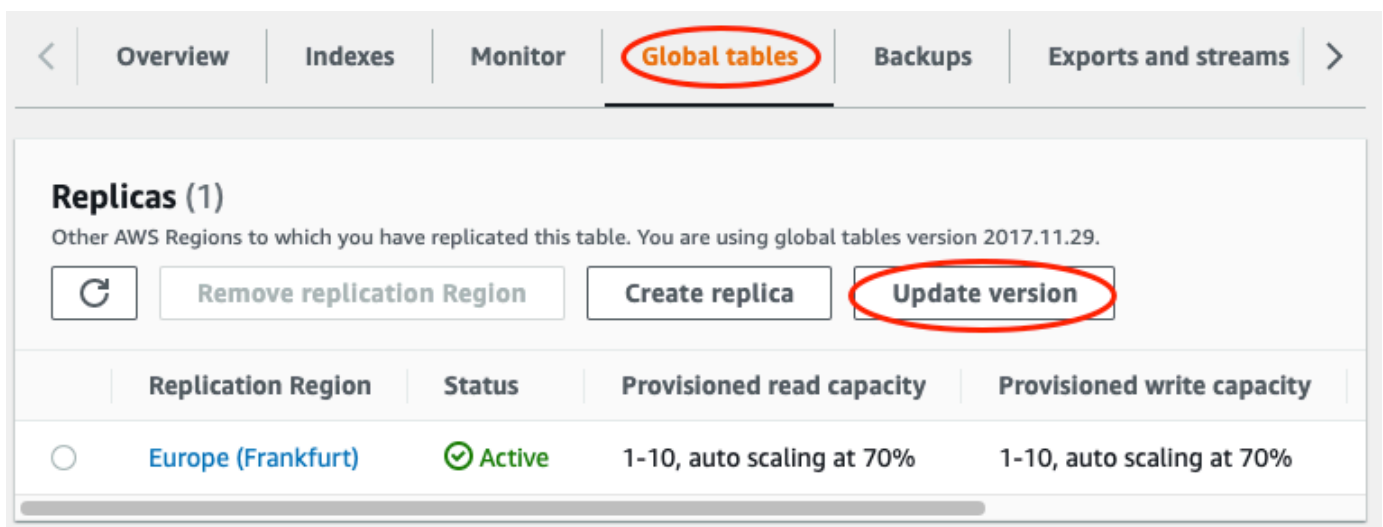 Overview Indexes Monitor Global tables Backups Exports and streams
Replicas (1)
Other AWS Regions to which you have replicated this table. You are using global tables version 2017.11.29.
Remove replication Region Create replica Update version
Replication Region Status Provisioned read capacity Provisioned write capacity
Europe (Frankfurt) Active 1-10, auto scaling at 70% 1-10, auto scaling at 70%